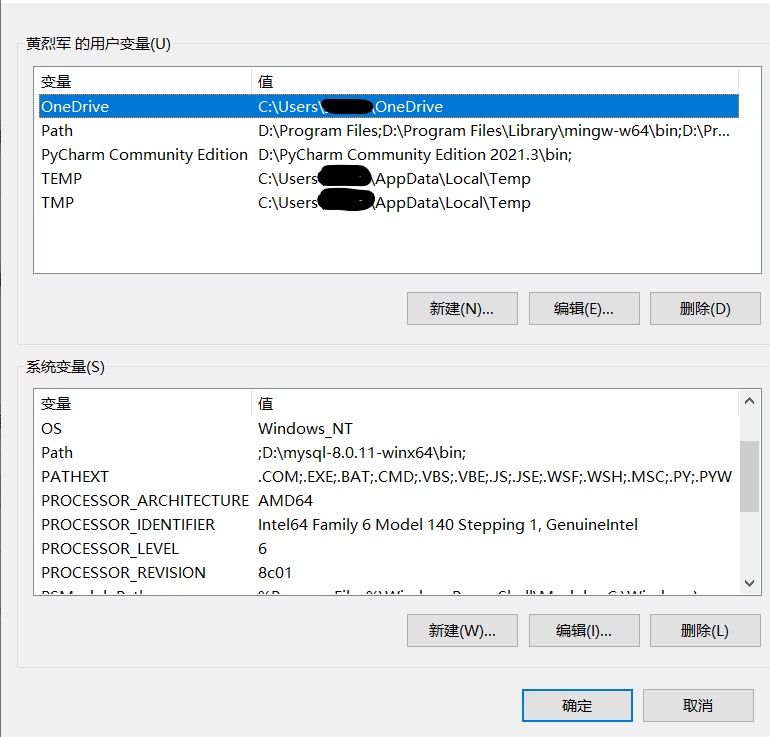 黄烈军 的用户变量(U)
变量 值
OneDrive C:\Users\ \OneDrive
Path D:\Program Files;D:\Program Files\Library\mingw-w64\bin;D:\Pr...
PyCharm Community Edition D:\PyCharm Community Edition 2021.3\bin;
TEMP C:\Users \AppData\Local\Temp
TMP C:\Users \AppData\Local\Temp
新建(N)... 编辑(E)... 删除(D)
系统变量(S)
变量 值
OS Windows_NT
Path ;D:\mysql-8.0.11-winx64\bin;
PATHEXT .COM;.EXE;.BAT;.CMD;.VBS;.VBE;.JS;.JSE;.WSF;.WSH;.MSC;.PY;.PYW
PROCESSOR_ARCHITECTURE AMD64
PROCESSOR_IDENTIFIER Intel64 Family 6 Model 140 Stepping 1, GenuineIntel
PROCESSOR_LEVEL 6
PROCESSOR_REVISION 8c01
新建(W)... 编辑(I)... 删除(L)
确定 取消